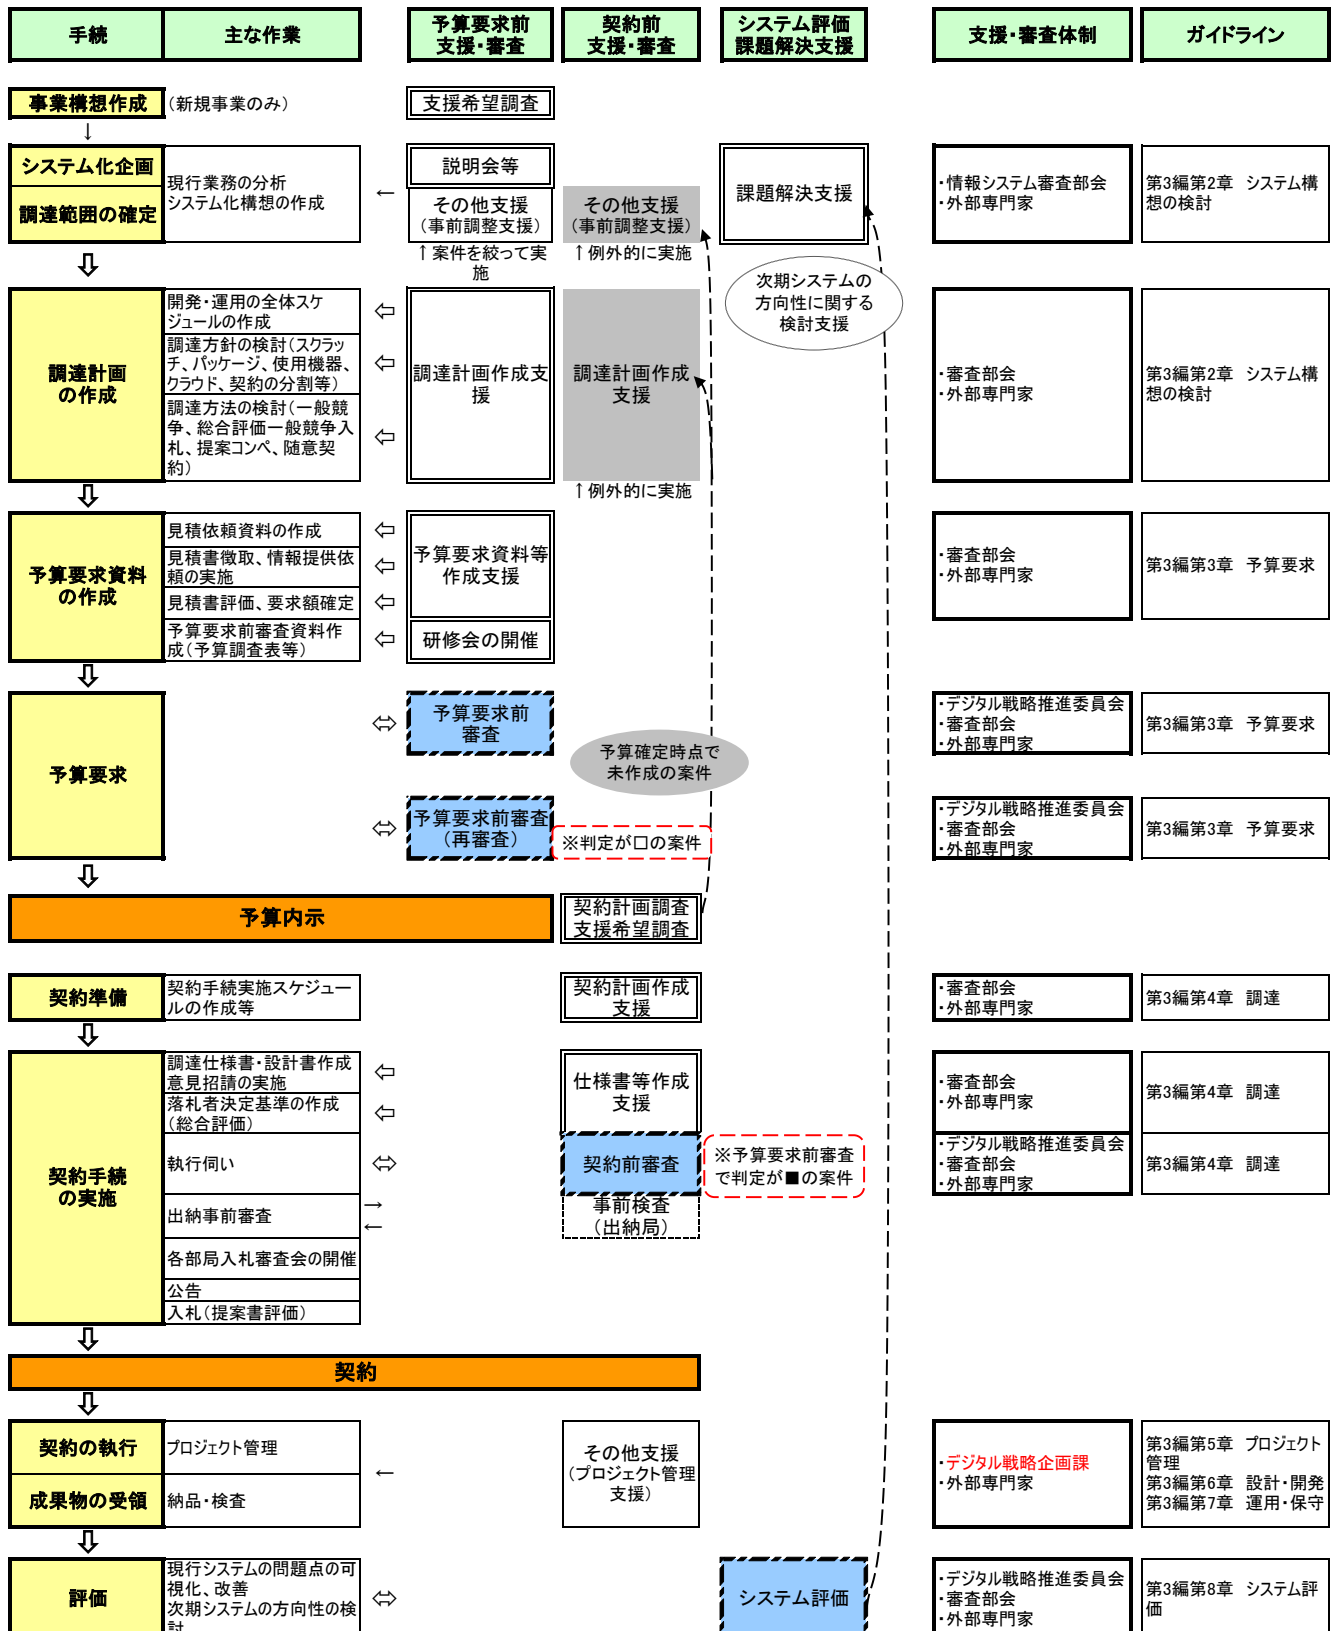 手続
主な作業
予算要求前
支援・審査
契約前
支援・審査
システム評価
課題解決支援
支援・審査体制
ガイドライン
事業構想作成
（新規事業のみ）
支援希望調査
↓
システム化企画
調達範囲の確定
現行業務の分析
システム化構想の作成
←
説明会等
その他支援
（事前調整支援）
↑案件を絞って実
施
その他支援
（事前調整支援）
↑例外的に実施
課題解決支援
・情報システム審査部会
・外部専門家
第3編第2章 システム構
想の検討
次期システムの
方向性に関する
検討支援
調達計画
の作成
開発・運用の全体スケ
ジュールの作成
調達方針の検討（スクラッ
チ、パッケージ、使用機器、
クラウド、契約の分割等）
調達方法の検討（一般競
争、総合評価一般競争入
札、提案コンペ、随意契
約）
調達計画作成支
援
調達計画作成
支援
↑例外的に実施
・審査部会
・外部専門家
第3編第2章 システム構
想の検討
予算要求資料
の作成
見積依頼資料の作成
見積書徴取、情報提供依
頼の実施
見積書評価、要求額確定
予算要求前審査資料作
成（予算調査表等）
予算要求資料等
作成支援
研修会の開催
・審査部会
・外部専門家
第3編第3章 予算要求
予算要求
予算要求前
審査
予算確定時点で
未作成の案件
・デジタル戦略推進委員会
・審査部会
・外部専門家
第3編第3章 予算要求
予算要求前審査
（再審査）
※判定が□の案件
・デジタル戦略推進委員会
・審査部会
・外部専門家
第3編第3章 予算要求
予算内示
契約計画調査
支援希望調査
契約準備
契約手続実施スケジュー
ルの作成等
契約計画作成
支援
・審査部会
・外部専門家
第3編第4章 調達
契約手続
の実施
調達仕様書・設計書作成
意見招請の実施
落札者決定基準の作成
（総合評価）
執行伺い
出納事前審査
→
←
各部局入札審査会の開催
公告
入札（提案書評価）
仕様書等作成
支援
契約前審査
※予算要求前審査
で判定が■の案件
事前検査
（出納局）
・審査部会
・外部専門家
第3編第4章 調達
・デジタル戦略推進委員会
・審査部会
・外部専門家
第3編第4章 調達
契約
契約の執行
プロジェクト管理
成果物の受領
納品・検査
←
その他支援
（プロジェクト管理
支援）
・デジタル戦略企画課
・外部専門家
第3編第5章 プロジェクト
管理
第3編第6章 設計・開発
第3編第7章 運用・保守
評価
現行システムの問題点の可
視化、改善
次期システムの方向性の検
討
システム評価
・デジタル戦略推進委員会
・審査部会
・外部専門家
第3編第8章 システム評
価